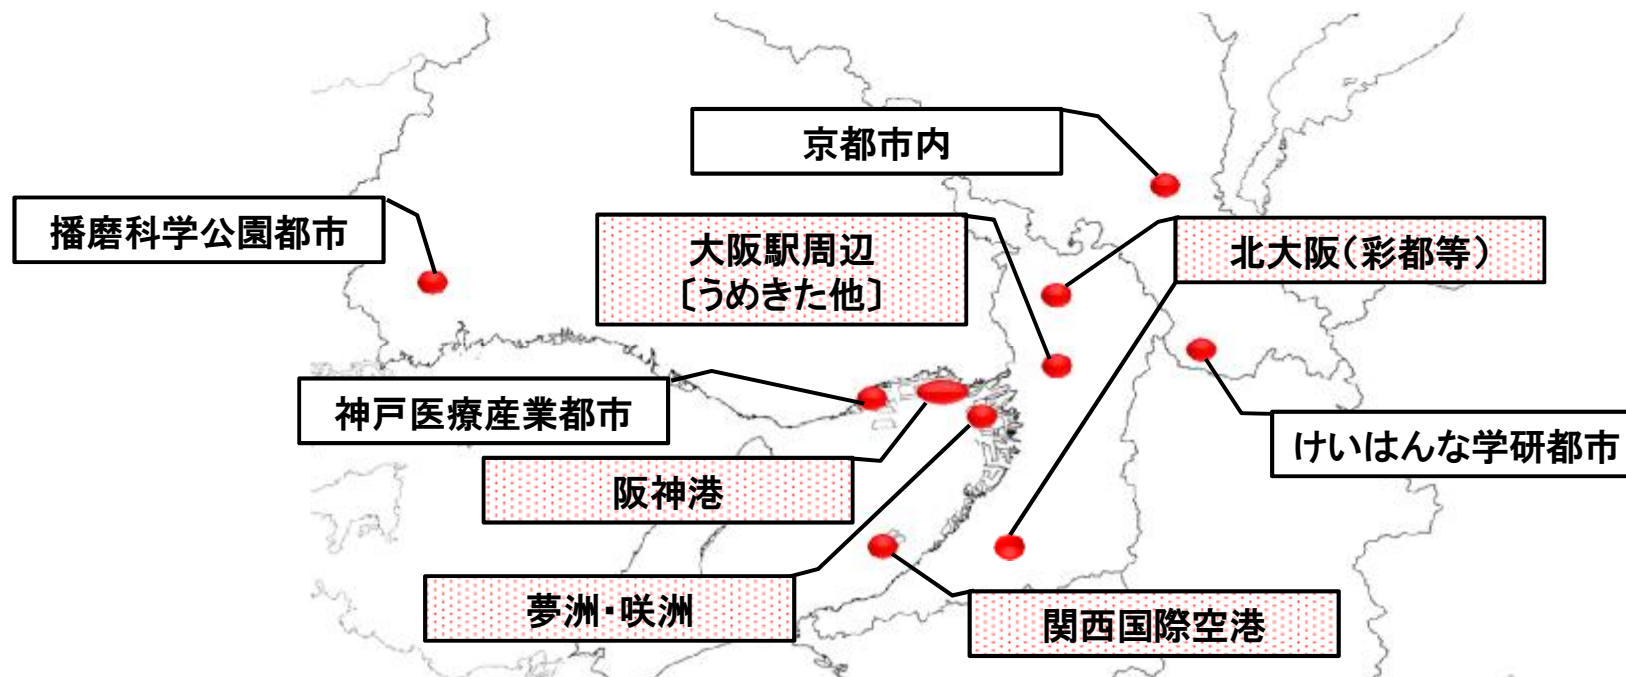 京都市内
播磨科学公園都市
大阪駅周辺
〔うめきた他〕
北大阪（彩都等）
神戸医療産業都市
けいはんな学研都市
阪神港
夢洲・咲洲
関西国際空港